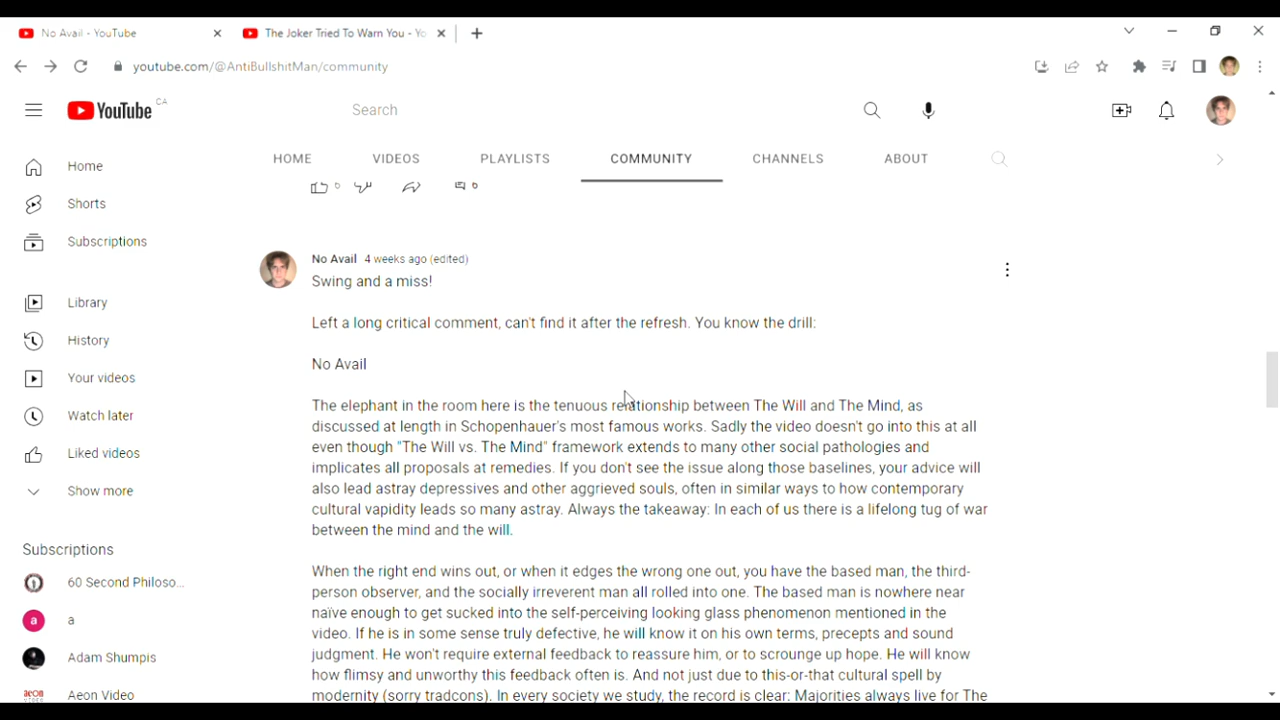 No Avail - YouTube
The Joker Tried To Warn You - Yo
youtube.com/@AntiBullshitMan/community
YouTube CA
Search
HOME VIDEOS PLAYLISTS COMMUNITY CHANNELS ABOUT
Home
Shorts
Subscriptions
Library
History
Your videos
Watch later
Liked videos
Show more
Subscriptions
60 Second Philoso...
a
a
Adam Shumpis
aeon
Aeon Video
6
6
No Avail 4 weeks ago (edited)
Swing and a miss!
Left a long critical comment, can't find it after the refresh. You know the drill:
No Avail
The elephant in the room here is the tenuous relationship between The Will and The Mind, as
discussed at length in Schopenhauer's most famous works. Sadly the video doesn't go into this at all
even though "The Will vs. The Mind" framework extends to many other social pathologies and
implicates all proposals at remedies. If you don't see the issue along those baselines, your advice will
also lead astray depressives and other aggrieved souls, often in similar ways to how contemporary
cultural vapidity leads so many astray. Always the takeaway: In each of us there is a lifelong tug of war
between the mind and the will.
When the right end wins out, or when it edges the wrong one out, you have the based man, the third-
person observer, and the socially irreverent man all rolled into one. The based man is nowhere near
naïve enough to get sucked into the self-perceiving looking glass phenomenon mentioned in the
video. If he is in some sense truly defective, he will know it on his own terms, precepts and sound
judgment. He won't require external feedback to reassure him, or to scrounge up hope. He will know
how flimsy and unworthy this feedback often is. And not just due to this-or-that cultural spell by
modernity (sorry tradcons). In every society we study, the record is clear: Majorities always live for The